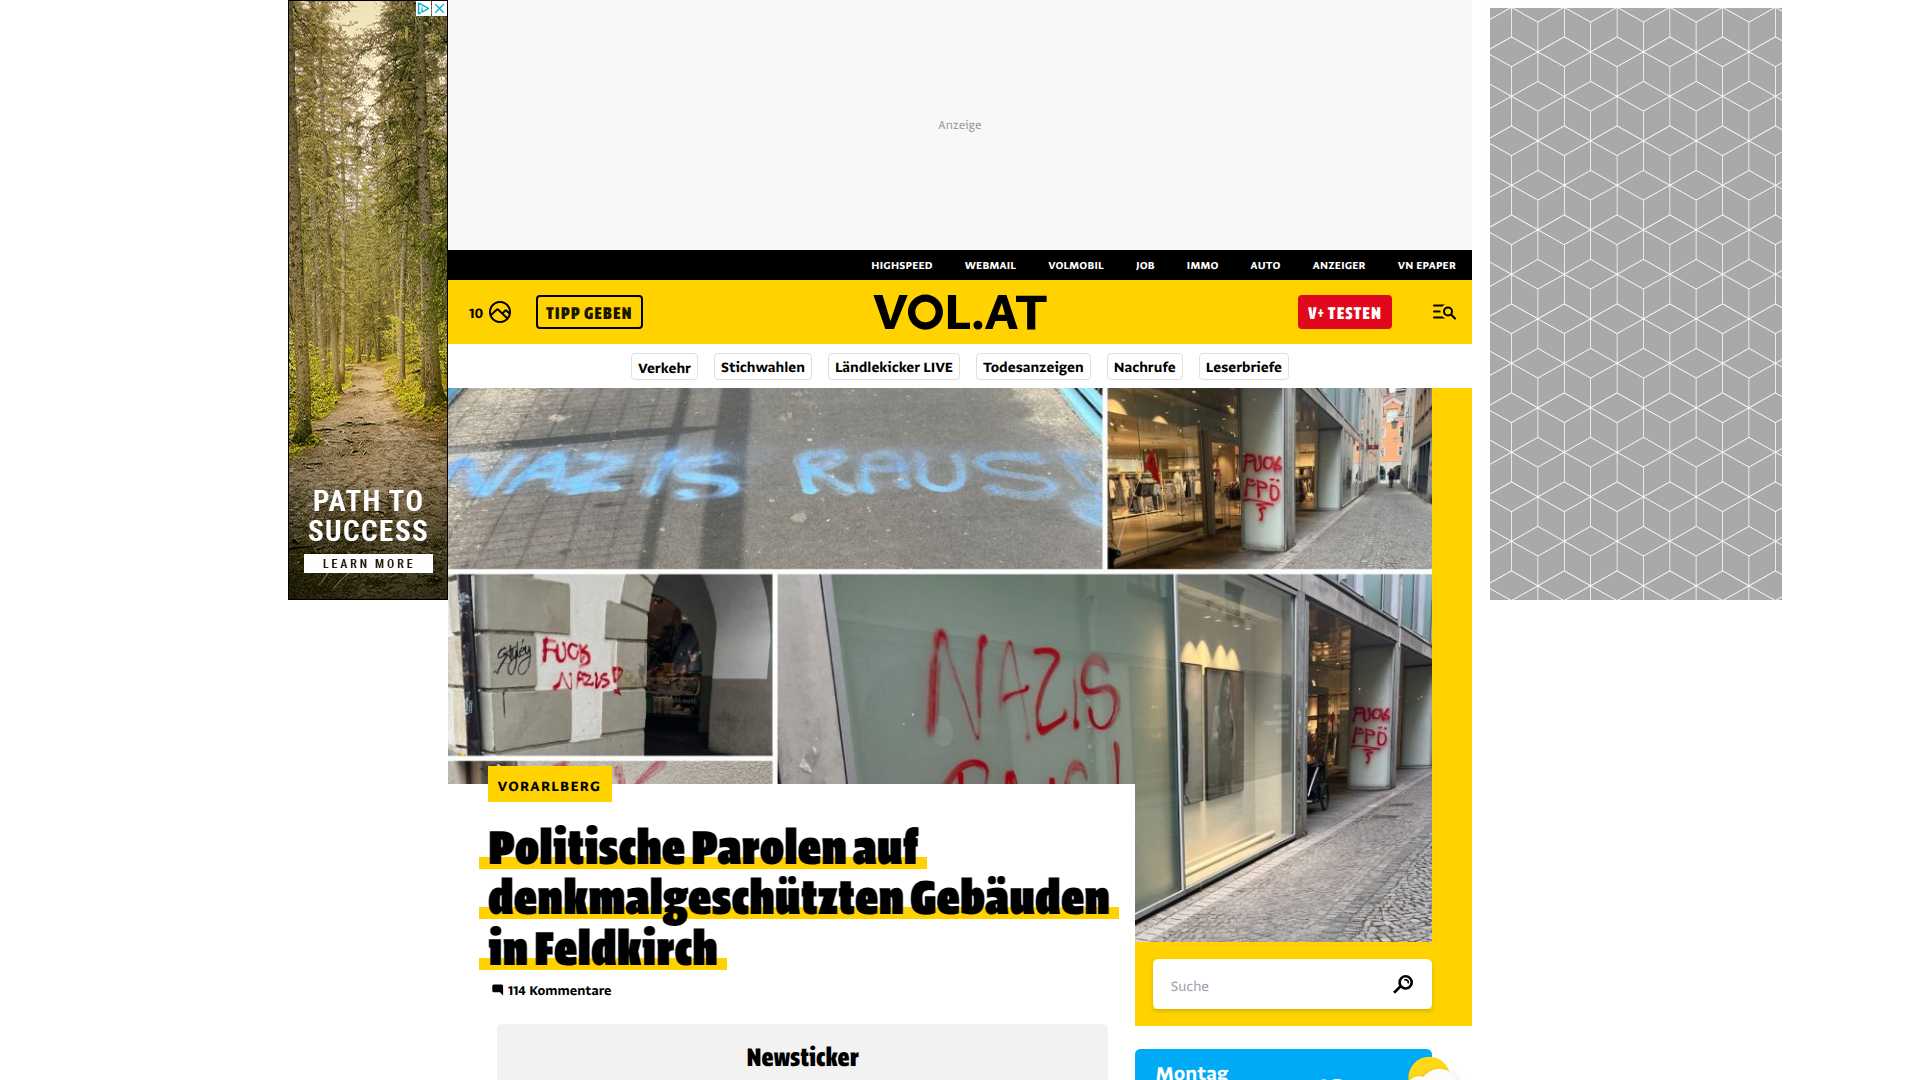 PATH TO
SUCCESS
LEARN MORE
Anzeige
HIGHSPEED WEBMAIL VOLMOBIL JOB IMMO AUTO ANZEIGER VN EPAPER
10 TIPP GEBEN VOL.AT V+ TESTEN
Verkehr Stichwahlen Ländlekicker LIVE Todesanzeigen Nachrufe Leserbriefe
NAZIS RAUS!
FUCK
FPÖ
FUCK
NAZIS!
NAZIS
RAUS!
FUCK
FPÖ
VORARLBERG
Politische Parolen auf
denkmalgeschützten Gebäuden
in Feldkirch
114 Kommentare
Suche
Newsticker
Montag